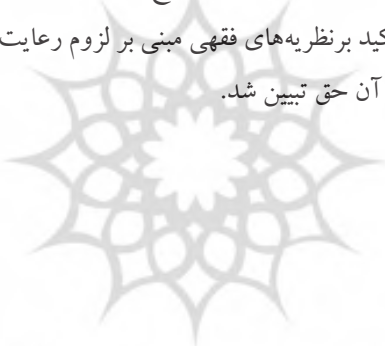 کید برنظریه‌های فقهی مبنی بر لزوم رعایت
آن حق تبیین شد.